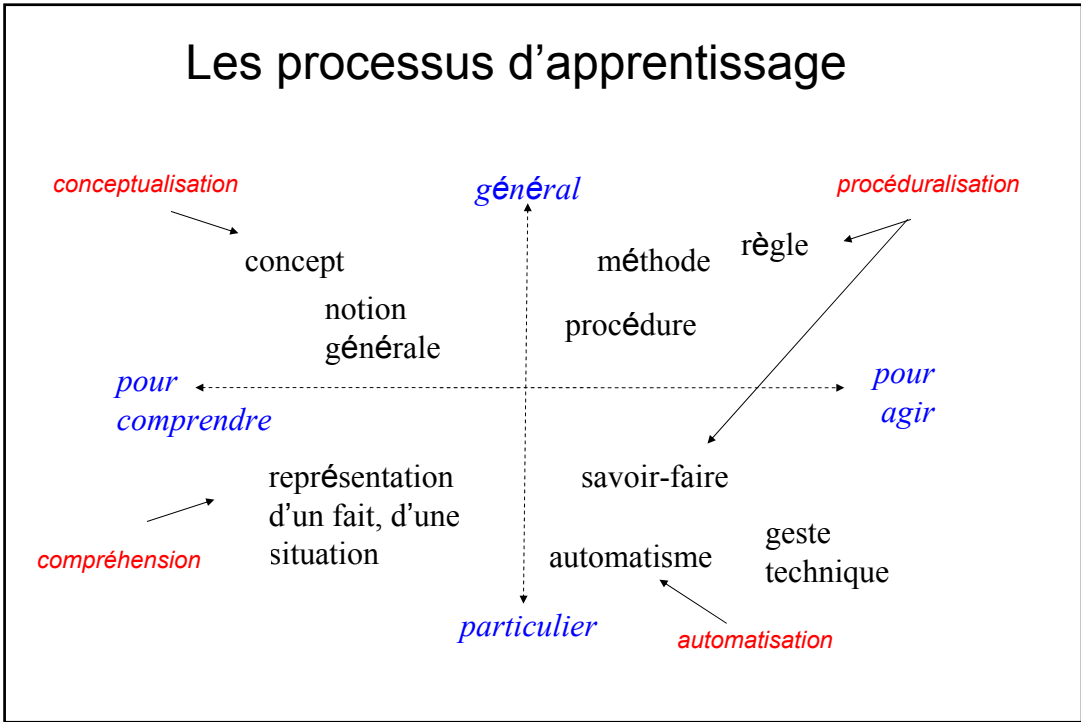 Les processus d’apprentissage
conceptualisation
général
procéduralisation
concept
méthode
règle
notion
générale
procédure
pour
comprendre
pour
agir
représentation
d’un fait, d’une
situation
savoir-faire
compréhension
automatisme
geste
technique
particulier
automatisation